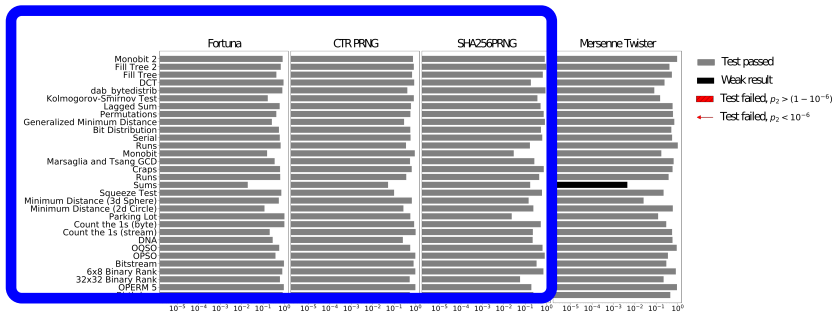 Fortuna
CTR PRNG
SHA256PRNG
Mersenne Twister
Monobit 2
Fill Tree 2
Fill Tree
DCT
dab_bytedistrib
Kolmogorov-Smirnov Test
Lagged Sum
Permutations
Generalized Minimum Distance
Bit Distribution
Serial
Runs
Monobit
Marsaglia and Tsang GCD
Craps
Runs
Sums
Squeeze Test
Minimum Distance (3d Sphere)
Minimum Distance (2d Circle)
Parking Lot
Count the 1s (byte)
Count the 1s (stream)
DNA
OQSO
OPSO
Bitstream
6x8 Binary Rank
32x32 Binary Rank
OPERM 5
10⁻⁵ 10⁻⁴ 10⁻³ 10⁻² 10⁻¹ 10⁰
10⁻⁵ 10⁻⁴ 10⁻³ 10⁻² 10⁻¹ 10⁰
10⁻⁵ 10⁻⁴ 10⁻³ 10⁻² 10⁻¹ 10⁰
10⁻⁵ 10⁻⁴ 10⁻³ 10⁻² 10⁻¹ 10⁰
Test passed
Weak result
Test failed, p₂ > (1 − 10⁻⁶)
Test failed, p₂ < 10⁻⁶